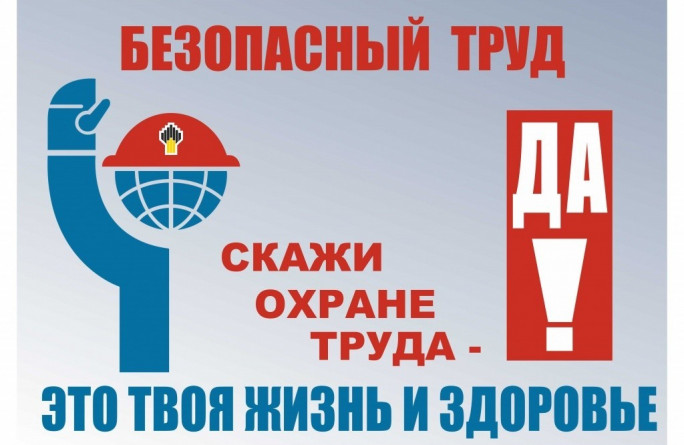 БЕЗОПАСНЫЙ ТРУД
СКАЖИ
ОХРАНЕ
ТРУДА -
ДА
!
ЭТО ТВОЯ ЖИЗНЬ И ЗДОРОВЬЕ